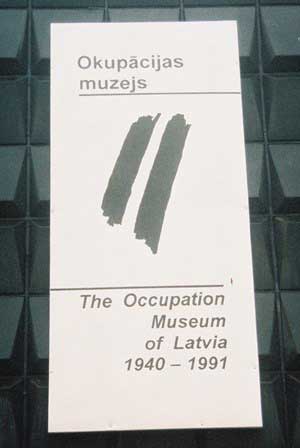 Okupācijas
muzejs
The Occupation
Museum
of Latvia
1940 – 1991